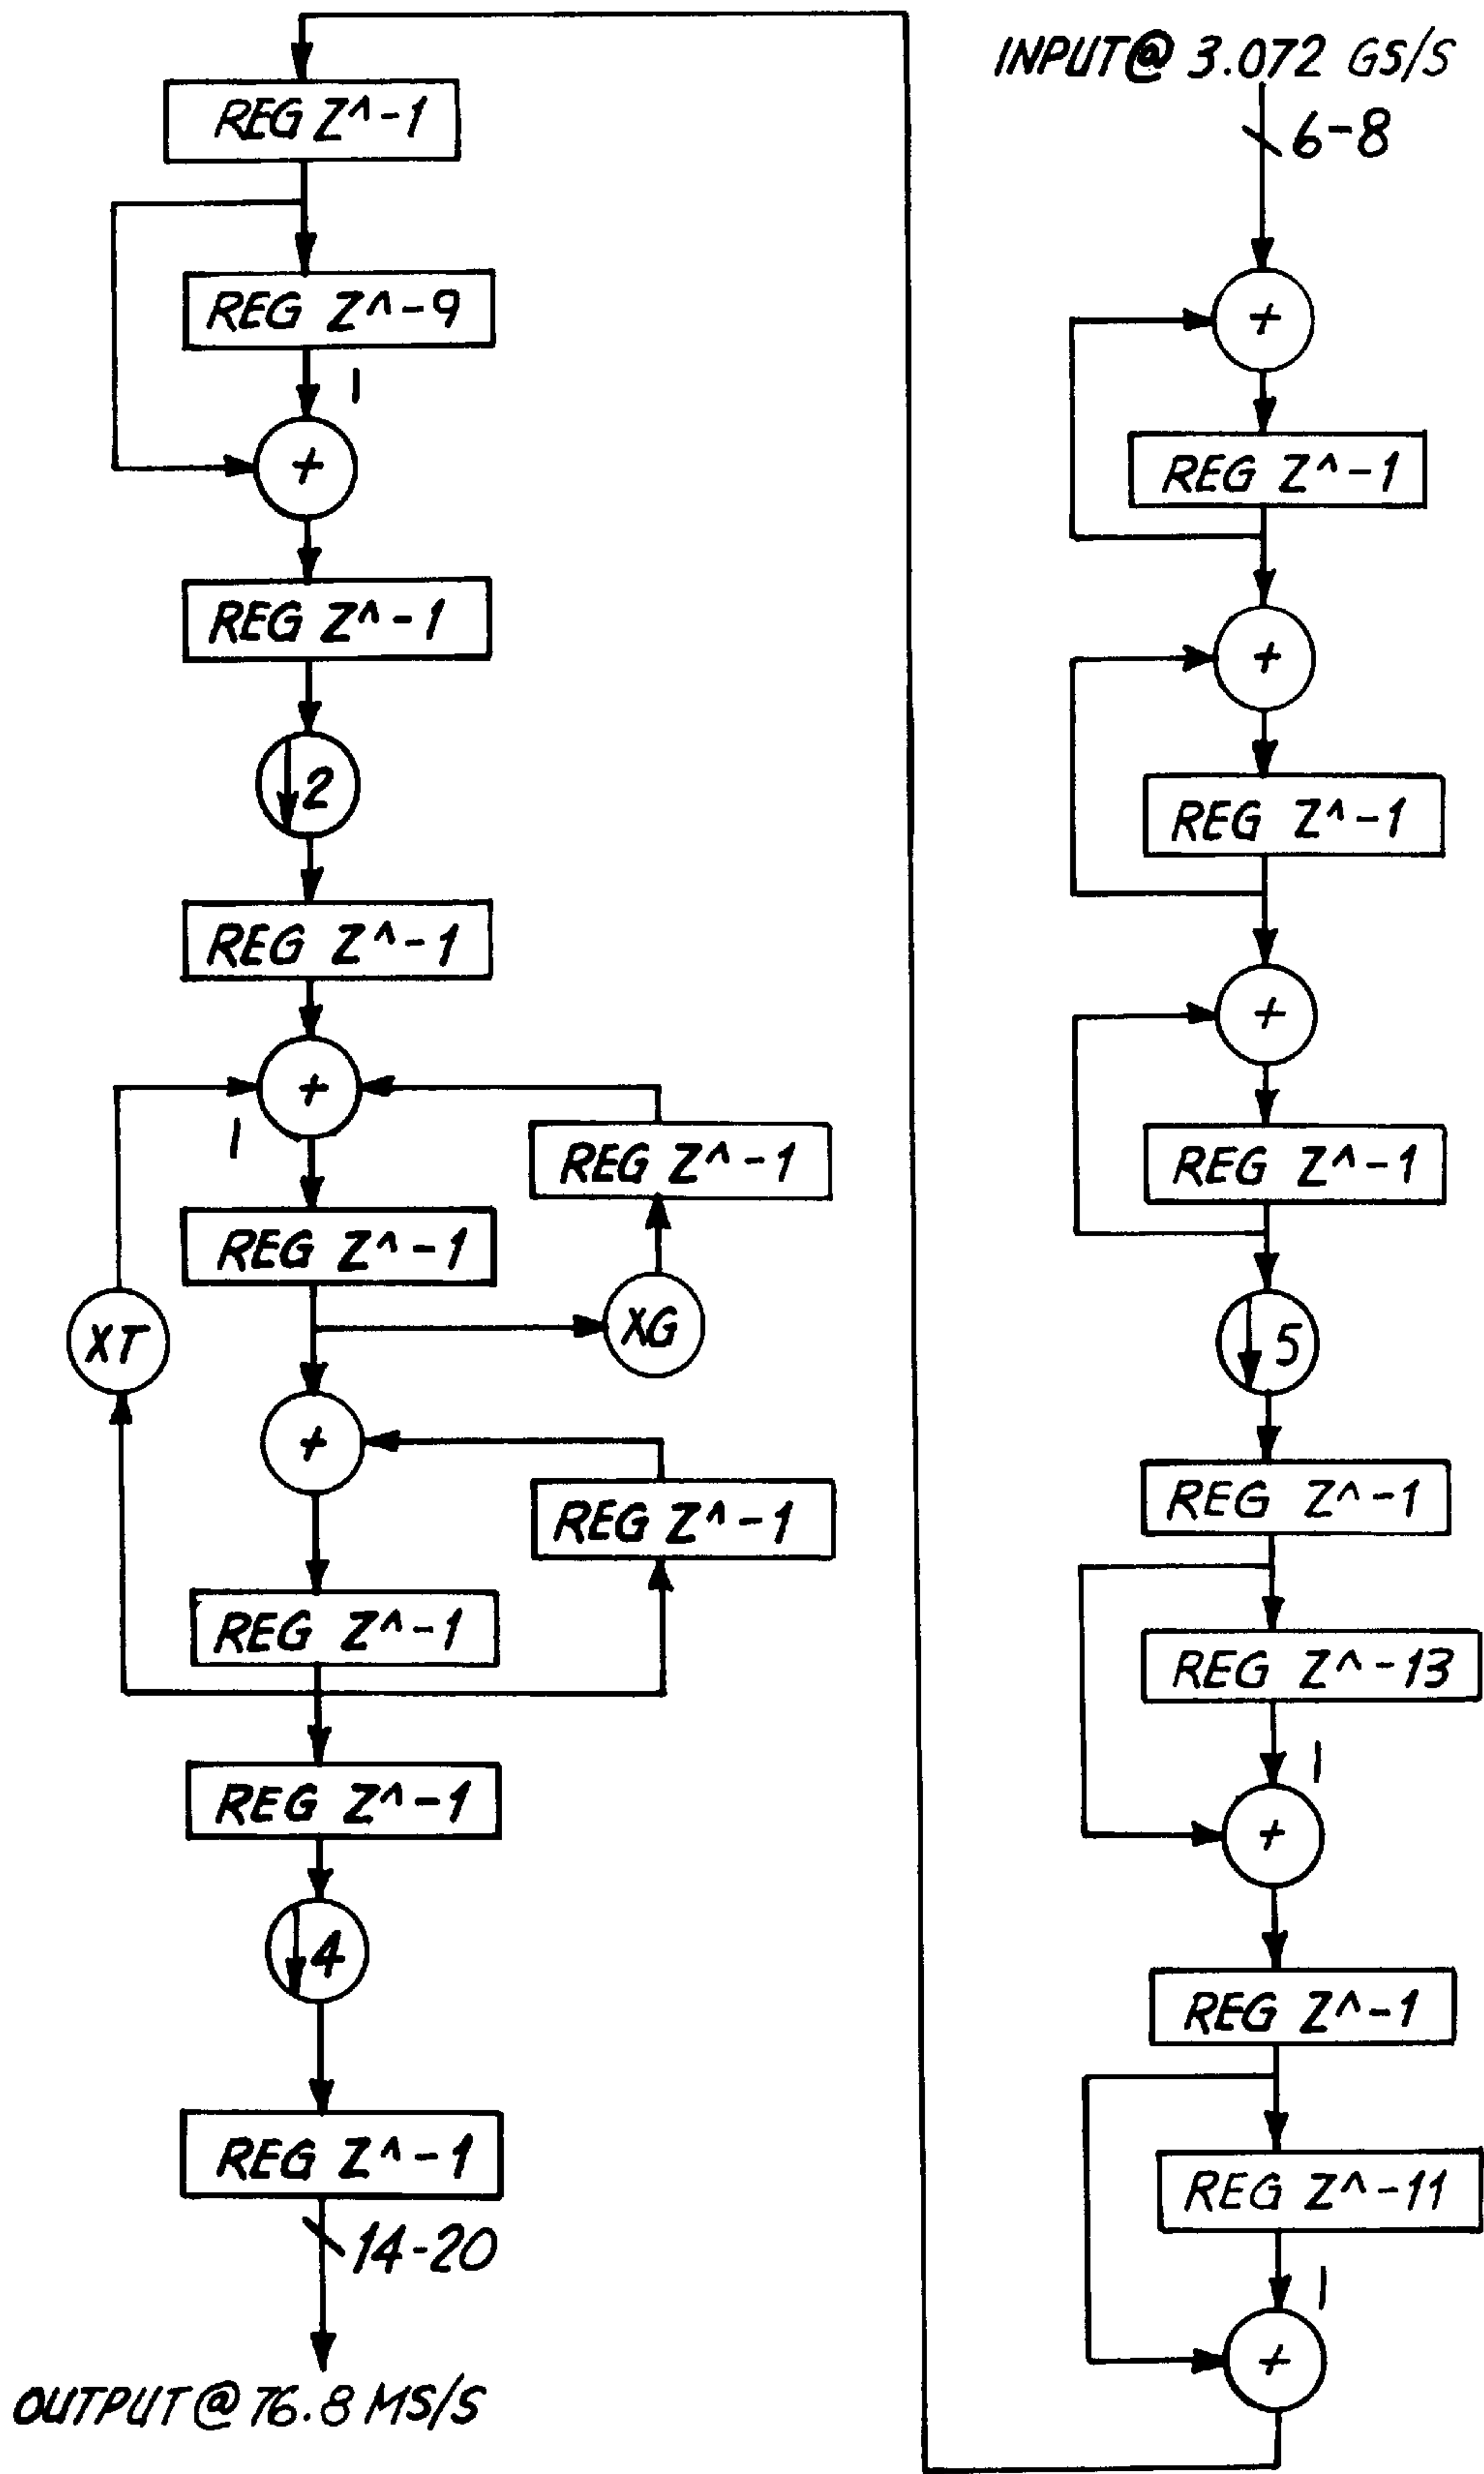 INPUT@ 3.072 GS/S
6-8
+
REG Z^-1
+
REG Z^-1
+
REG Z^-1
5
REG Z^-1
REG Z^-13
1
+
REG Z^-1
REG Z^-11
1
+
REG Z^-1
REG Z^-9
1
+
REG Z^-1
2
REG Z^-1
+
1
REG Z^-1
REG Z^-1
XT
XG
+
REG Z^-1
REG Z^-1
REG Z^-1
4
REG Z^-1
14-20
OUTPUT@ 76.8 MS/S